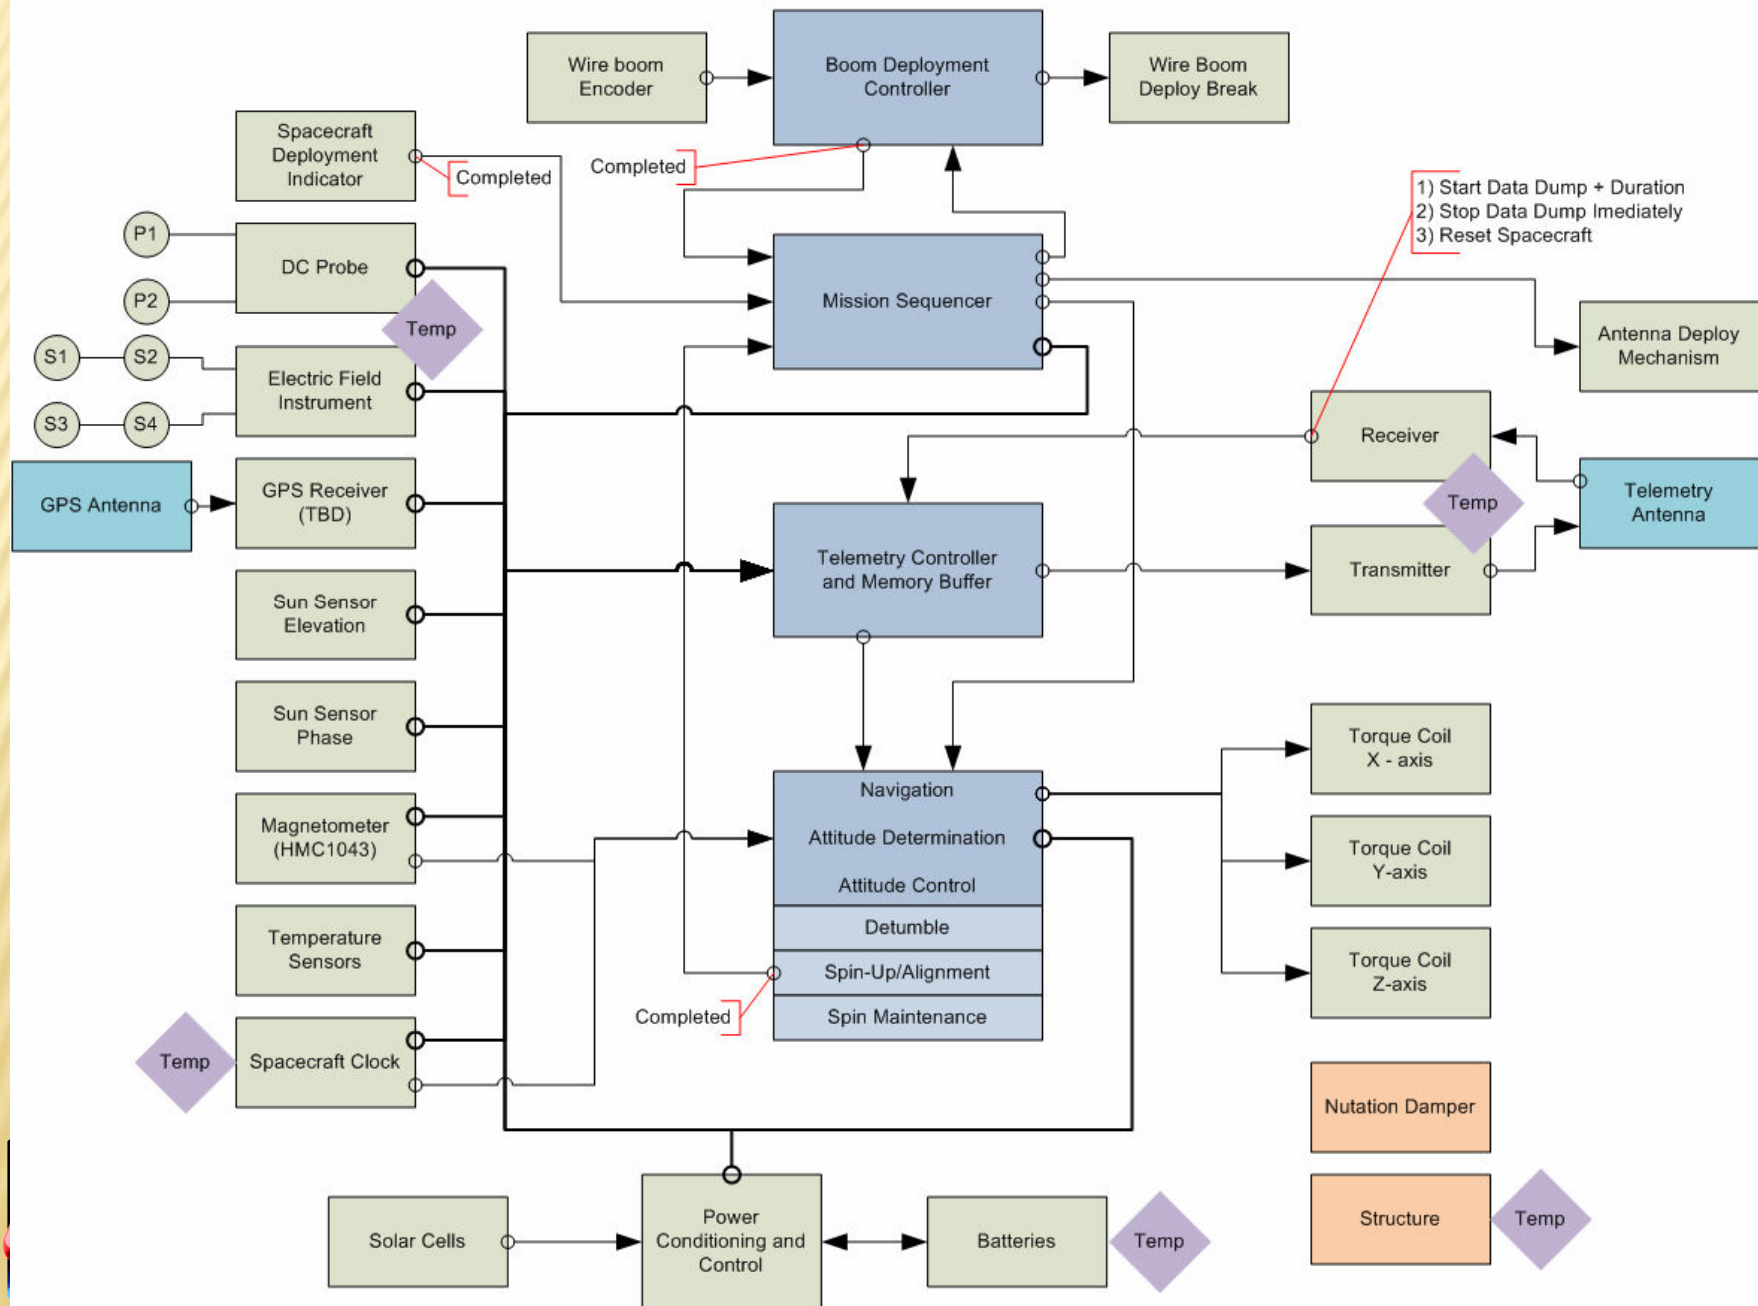 Wire boom
Encoder
Boom Deployment
Controller
Wire Boom
Deploy Break
Spacecraft
Deployment
Indicator
Completed
Completed
1) Start Data Dump + Duration
2) Stop Data Dump Imediately
3) Reset Spacecraft
P1
P2
DC Probe
Temp
Mission Sequencer
Antenna Deploy
Mechanism
S1
S2
S3
S4
Electric Field
Instrument
Receiver
GPS Antenna
GPS Receiver
(TBD)
Temp
Telemetry
Antenna
Telemetry Controller
and Memory Buffer
Transmitter
Sun Sensor
Elevation
Sun Sensor
Phase
Torque Coil
X - axis
Navigation
Attitude Determination
Attitude Control
Magnetometer
(HMC1043)
Torque Coil
Y-axis
Detumble
Temperature
Sensors
Spin-Up/Alignment
Torque Coil
Z-axis
Completed
Spin Maintenance
Temp
Spacecraft Clock
Nutation Damper
Solar Cells
Power
Conditioning and
Control
Batteries
Temp
Structure
Temp